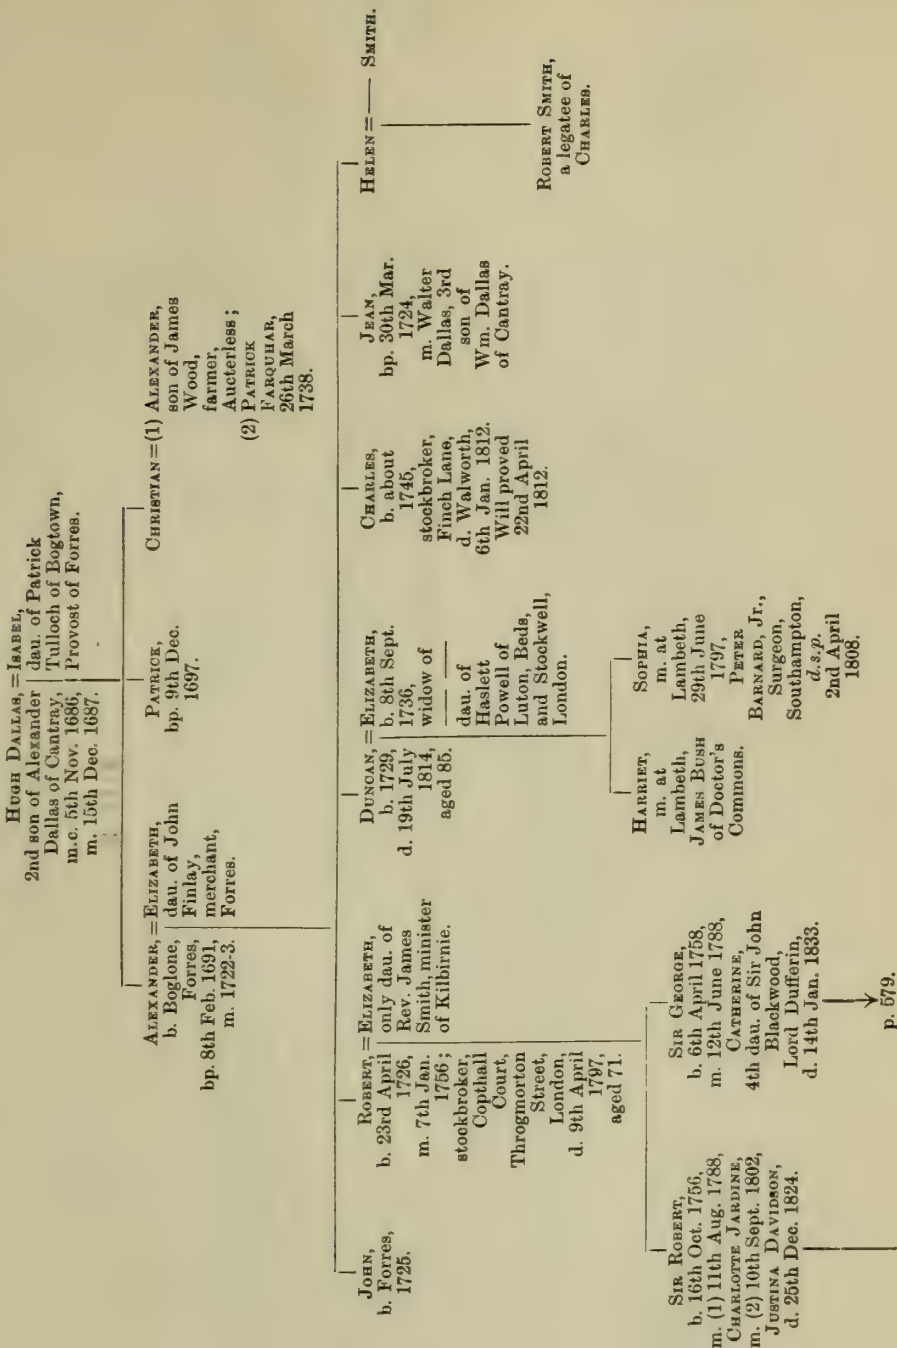 HUGH DALLAS, = ISABEL,
2nd son of Alexander dau. of Patrick
Dallas of Cantray, Tulloch of Bogtown,
m.c. 5th Nov. 1686, Provost of Forres.
m. 15th Dec. 1687.
ALEXANDER, = ELIZABETH,
b. Boglone, dau. of John
Forres, Finlay,
bp. 8th Feb. 1691, merchant,
m. 1722-3. Forres.
PATRICK,
bp. 9th Dec.
1697.
CHRISTIAN = (1) ALEXANDER,
son of James
Wood,
farmer,
Aucterless;
(2) PATRICK
FARQUHAR,
26th March
1738.
JOHN,
b. Forres,
1725.
ROBERT, = ELIZABETH,
b. 23rd April only dau. of
1726, Rev. James
m. 7th Jan. Smith, minister
1756; of Kilbirnie.
stockbroker,
Copthall
Court,
Throgmorton
Street,
London,
d. 9th April
1797,
aged 71.
DUNCAN, = ELIZABETH,
b. 1729, b. 8th Sept.
d. 19th July 1736,
1814, widow of
aged 85. —— ——
dau. of
Haslett
Powell of
Luton, Beds,
and Stockwell,
London.
CHARLES,
b. about
1745,
stockbroker,
Finch Lane,
d. Walworth,
6th Jan. 1812.
Will proved
22nd April
1812.
JEAN,
bp. 30th Mar.
1724,
m. Walter
Dallas, 3rd
son of
Wm. Dallas
of Cantray.
HELEN = —— SMITH.
ROBERT SMITH,
a legatee of
CHARLES.
SIR ROBERT,
b. 16th Oct. 1756,
m. (1) 11th Aug. 1788,
CHARLOTTE JARDINE,
m. (2) 10th Sept. 1802,
JUSTINA DAVIDSON,
d. 25th Dec. 1824.
SIR GEORGE,
b. 6th April 1758,
m. 12th June 1788,
CATHERINE,
4th dau. of Sir John
Blackwood,
Lord Dufferin,
d. 14th Jan. 1833.
HARRIET,
m. at
Lambeth,
JAMES BUSH
of Doctor's
Commons.
SOPHIA,
m. at
Lambeth,
29th June
1797,
PETER
BARNARD, Jr.,
Surgeon,
Southampton,
d.s.p.
2nd April
1808.
p. 579.